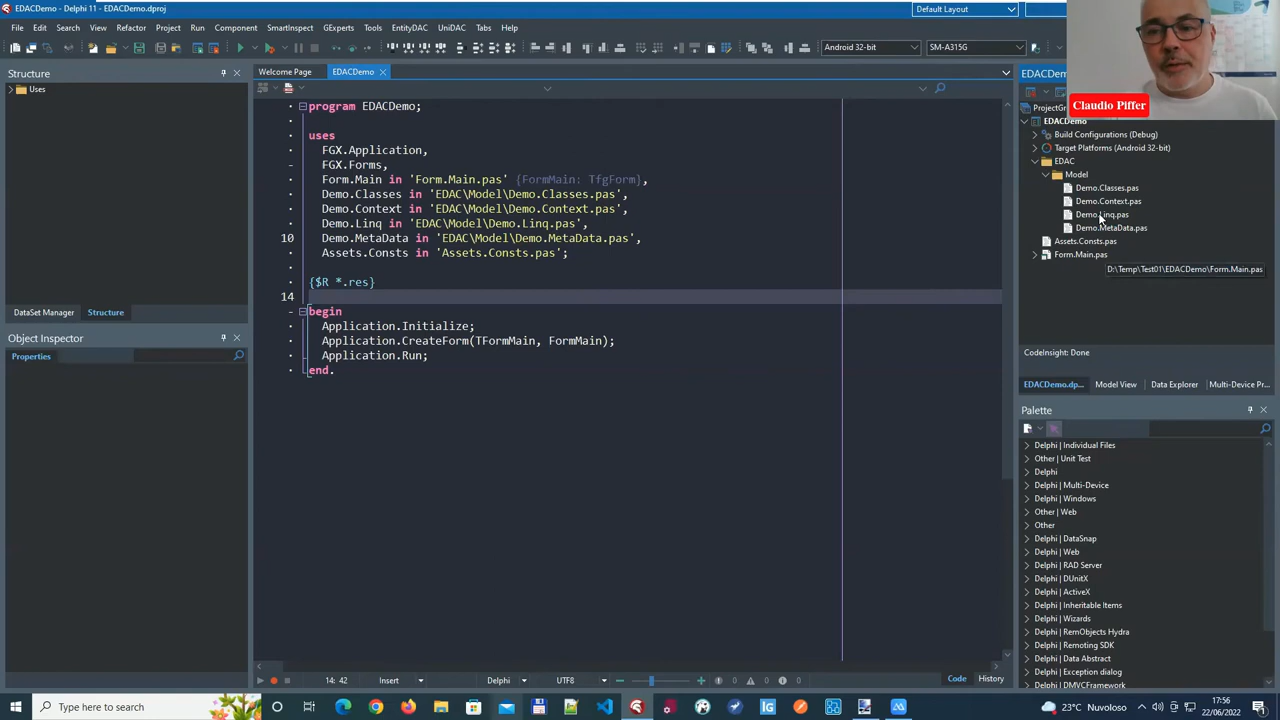 EDACDemo - Delphi 11 - EDACDemo.dproj
Default Layout
File Edit Search View Refactor Project Run Component SmartInspect GExperts Tools EntityDAC UniDAC Tabs Help
Android 32-bit
SM-A315G
Structure
Uses
DataSet Manager
Structure
Object Inspector
Properties
Welcome Page
EDACDemo
program EDACDemo;
uses
FGX.Application,
FGX.Forms,
Form.Main in 'Form.Main.pas' {FormMain: TfgForm},
Demo.Classes in 'EDAC\Model\Demo.Classes.pas',
Demo.Context in 'EDAC\Model\Demo.Context.pas',
Demo.Linq in 'EDAC\Model\Demo.Linq.pas',
10 Demo.MetaData in 'EDAC\Model\Demo.MetaData.pas',
Assets.Consts in 'Assets.Consts.pas';
{$R *.res}
14
begin
Application.Initialize;
Application.CreateForm(TFormMain, FormMain);
Application.Run;
end.
14: 42
Insert
Delphi
UTF8
0
0
0
Code
History
Claudio Piffer
EDACDemo
ProjectGr
EDACDemo
Build Configurations (Debug)
Target Platforms (Android 32-bit)
EDAC
Model
Demo.Classes.pas
Demo.Context.pas
Demo.Linq.pas
Demo.MetaData.pas
Assets.Consts.pas
Form.Main.pas
D:\Temp\Test01\EDACDemo\Form.Main.pas
CodeInsight: Done
EDACDemo.dp...
Model View
Data Explorer
Multi-Device Pr...
Palette
Delphi | Individual Files
Other | Unit Test
Delphi
Delphi | Multi-Device
Delphi | Windows
Other | Web
Other
Delphi | DataSnap
Delphi | Web
Delphi | RAD Server
Delphi | DUnitX
Delphi | ActiveX
Delphi | Inheritable Items
Delphi | Wizards
Delphi | RemObjects Hydra
Delphi | Remoting SDK
Delphi | Data Abstract
Exception dialog
Delphi | DMVCFramework
Type here to search
IG
23°C Nuvoloso
17:56
22/06/2022